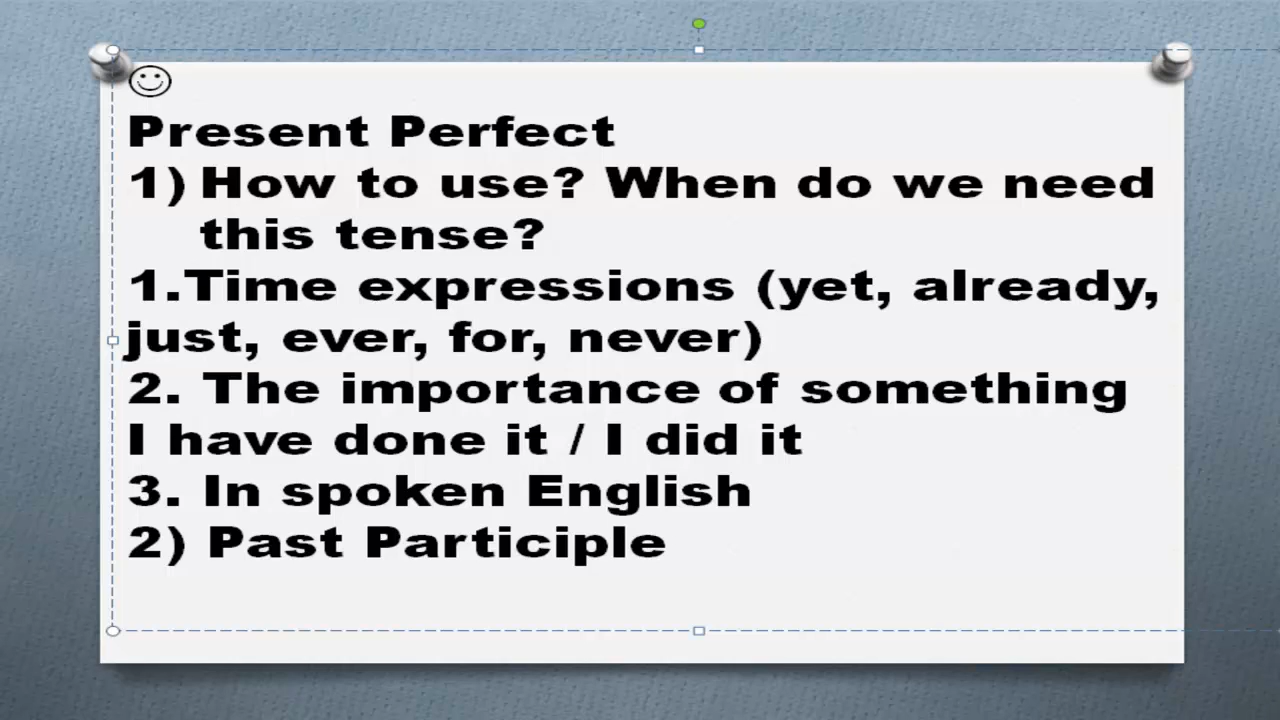 Present Perfect
1) How to use? When do we need
this tense?
1.Time expressions (yet, already,
just, ever, for, never)
2. The importance of something
I have done it / I did it
3. In spoken English
2) Past Participle